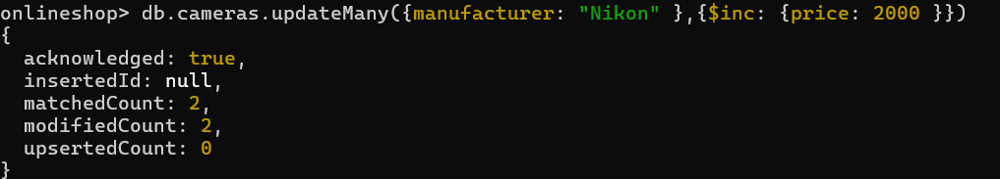 onlineshop> db.cameras.updateMany({manufacturer: "Nikon" },{$inc: {price: 2000 }})
{
  acknowledged: true,
  insertedId: null,
  matchedCount: 2,
  modifiedCount: 2,
  upsertedCount: 0
}